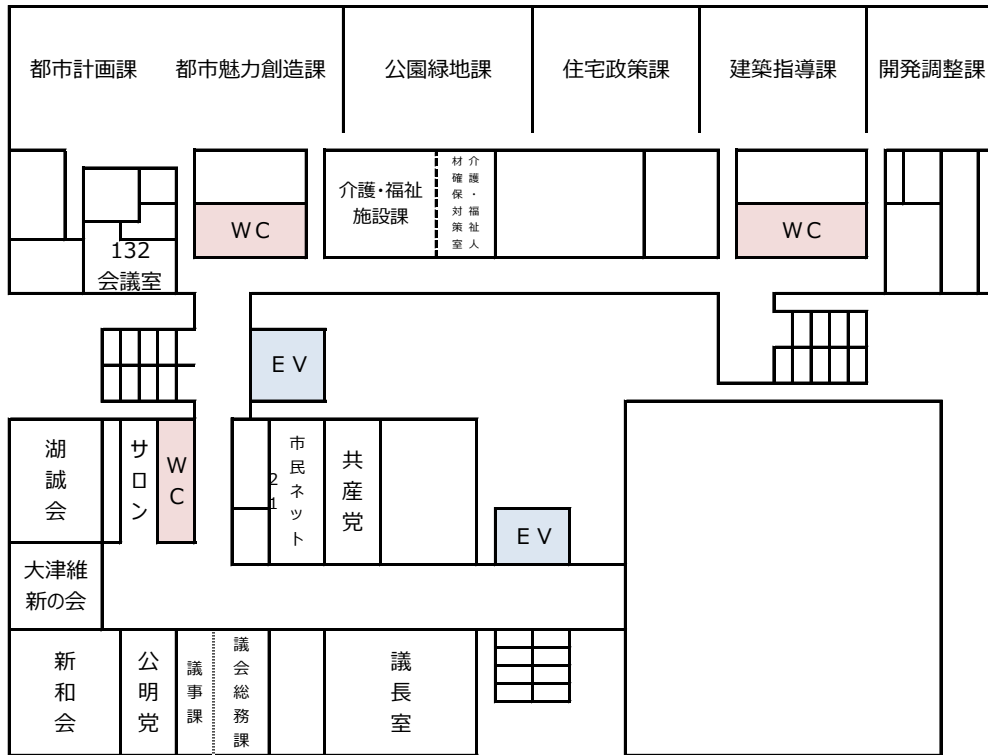 都市計画課
都市魅力創造課
公園緑地課
住宅政策課
建築指導課
開発調整課
介護・福祉
施設課
介護・福祉人
材確保・対策室
WC
WC
132
会議室
EV
湖誠会
サロン
WC
市民ネット
21
共産党
EV
大津維
新の会
新和会
公明党
議事課
議会総務課
議長室